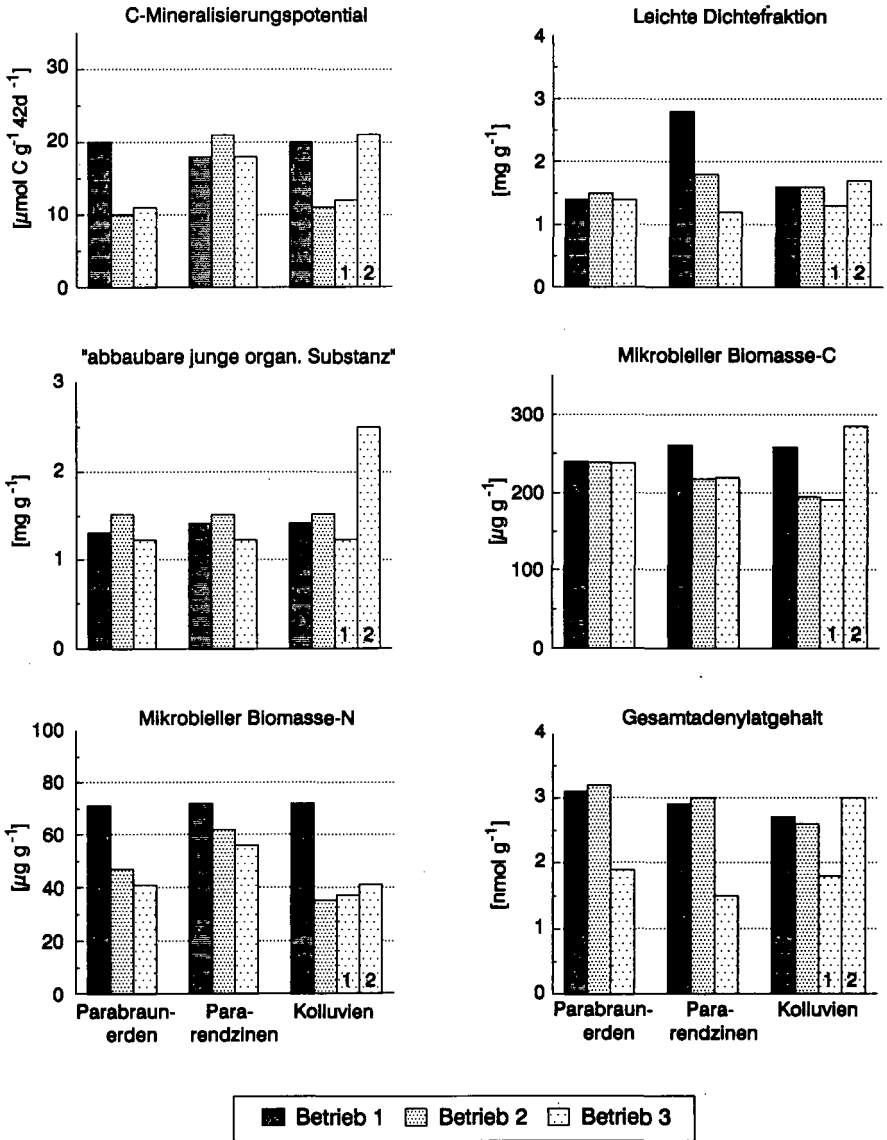 C-Mineralisierungspotential
[µmol C g⁻¹ 42d⁻¹]
30
20
10
0
1 2
Leichte Dichtefraktion
[mg g⁻¹]
4
3
2
1
0
1 2
"abbaubare junge organ. Substanz"
[mg g⁻¹]
3
2
1
0
1 2
Mikrobieller Biomasse-C
[µg g⁻¹]
300
200
100
0
1 2
Mikrobieller Biomasse-N
[µg g⁻¹]
100
80
60
40
20
0
1 2
Parabraun-
erden
Para-
rendzinen
Kolluvien
Gesamtadenylatgehalt
[nmol g⁻¹]
4
3
2
1
0
1 2
Parabraun-
erden
Para-
rendzinen
Kolluvien
Betrieb 1 Betrieb 2 Betrieb 3